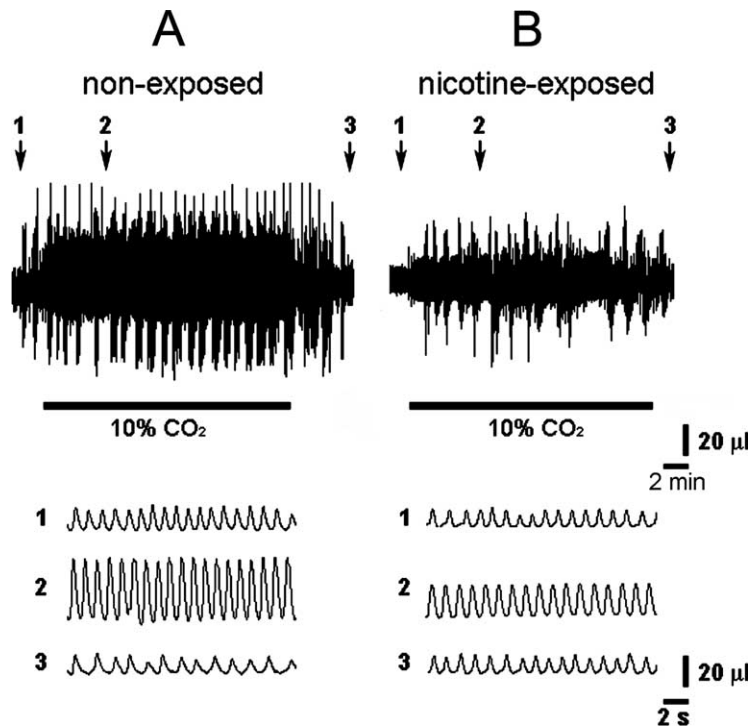 A B
non-exposed nicotine-exposed
1 2 3 1 2 3
10% CO₂ 10% CO₂
20 µl
2 min
1 1
2 2
3 3
20 µl
2 s